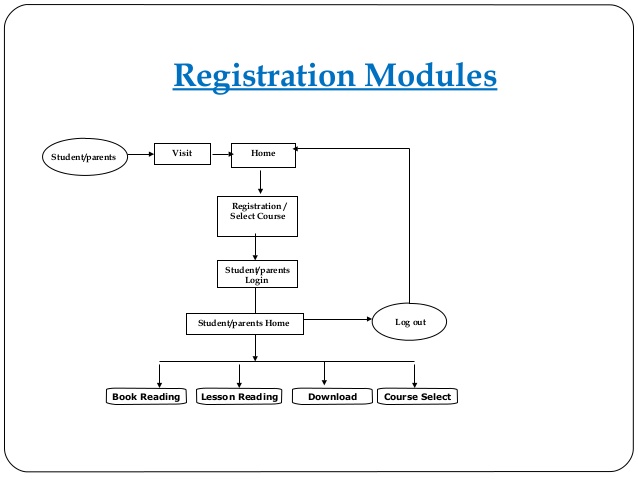 Registration Modules
Student/parents
Visit
Home
Registration /
Select Course
Student/parents
Login
Student/parents Home
Log out
Book Reading
Lesson Reading
Download
Course Select